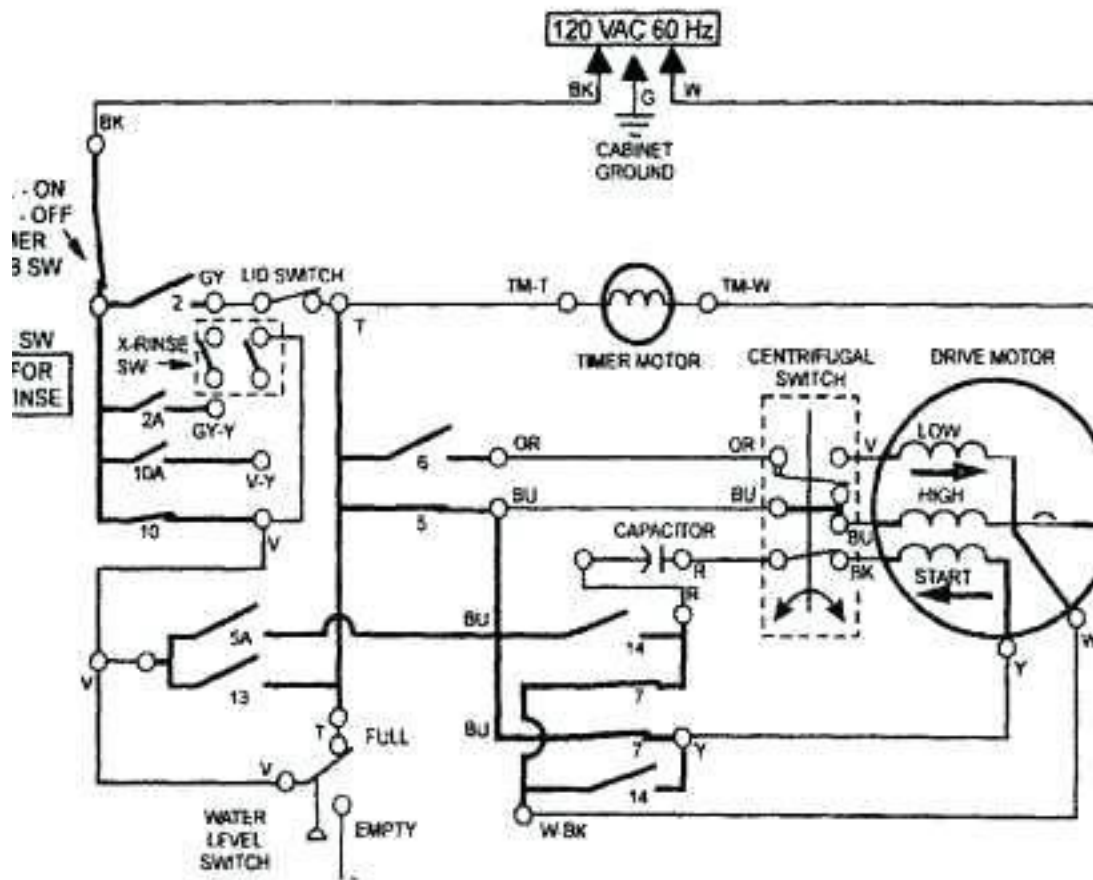 120 VAC 60 Hz
BK
G
W
CABINET
GROUND
BK
- ON
- OFF
SW
GY
LID SWITCH
2
T
TM-T
TM-W
TIMER MOTOR
SW
FOR
X-RINSE
SW
2A
GY-Y
10A
V-Y
10
V
CENTRIFUGAL
SWITCH
DRIVE MOTOR
6
OR
OR
V
LOW
5
BU
BU
HIGH
BU
CAPACITOR
R
BK
START
R
5A
BU
14
W
Y
V
13
7
T
FULL
BU
7
Y
V
14
WATER
LEVEL
SWITCH
EMPTY
W-BK